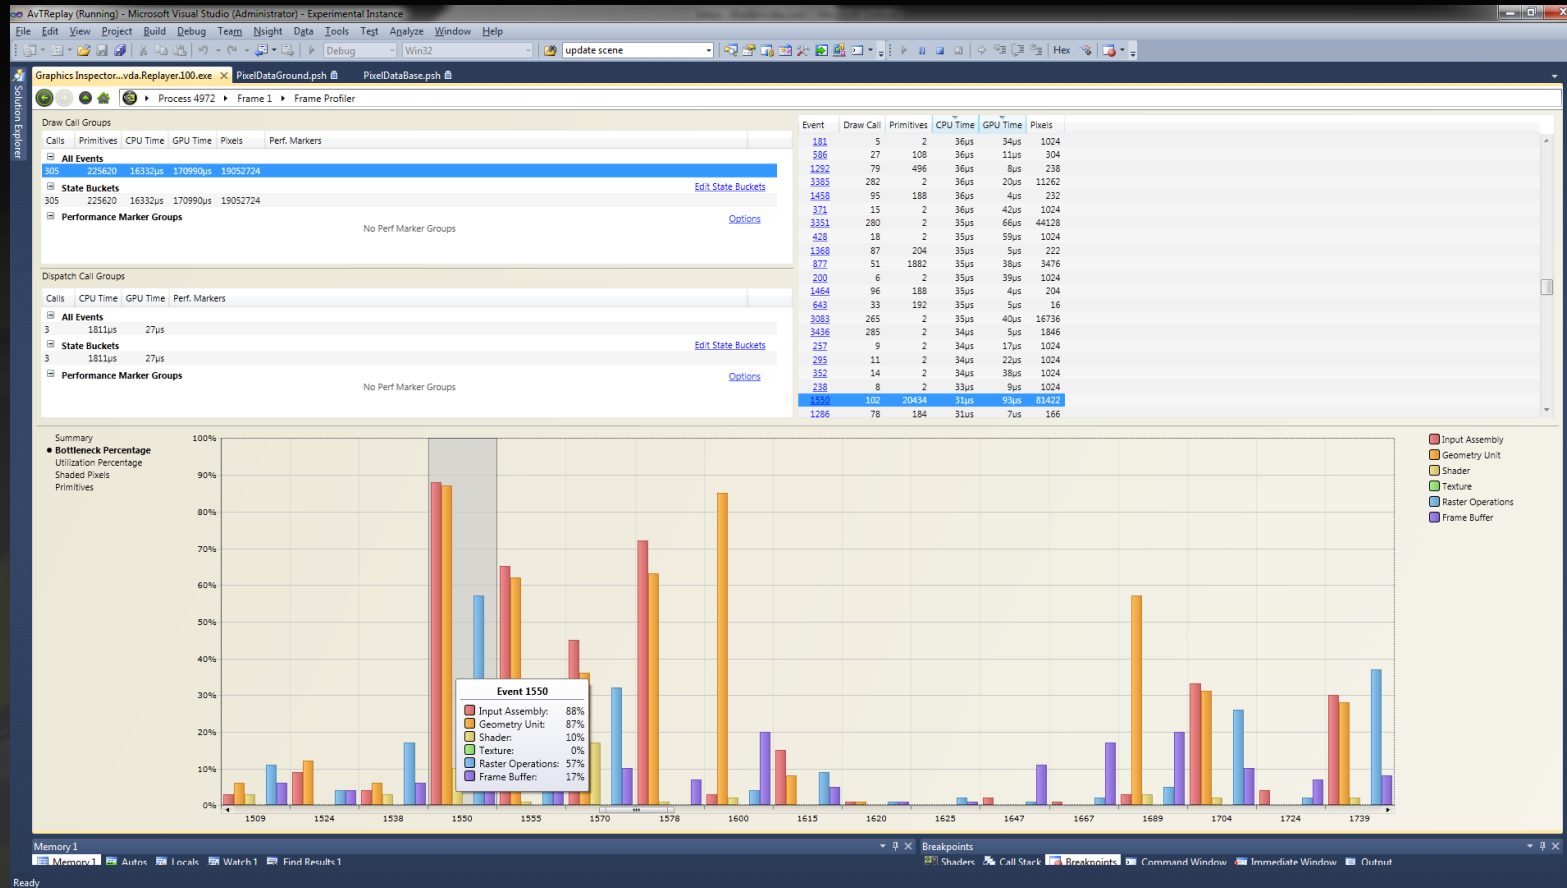 AvTReplay (Running) - Microsoft Visual Studio (Administrator) - Experimental Instance
File Edit View Project Build Debug Team Nsight Data Tools Test Analyze Window Help
Debug Win32 update scene Hex
Solution Explorer
Graphics Inspector...vda.Replayer.100.exe PixelDataGround.psh PixelDataBase.psh
Process 4972 Frame 1 Frame Profiler
Draw Call Groups
Calls Primitives CPU Time GPU Time Pixels Perf. Markers
All Events
305 225620 16332µs 170990µs 19052724
State Buckets Edit State Buckets
305 225620 16332µs 170990µs 19052724
Performance Marker Groups Options
No Perf Marker Groups
Dispatch Call Groups
Calls CPU Time GPU Time Perf. Markers
All Events
3 1811µs 27µs
State Buckets Edit State Buckets
3 1811µs 27µs
Performance Marker Groups Options
No Perf Marker Groups
Event Draw Call Primitives CPU Time GPU Time Pixels
181 5 2 36µs 34µs 1024
586 27 108 36µs 11µs 304
1292 79 496 36µs 8µs 238
3385 282 2 36µs 20µs 11262
1458 95 188 36µs 4µs 232
371 15 2 36µs 42µs 1024
3351 280 2 35µs 66µs 44128
428 18 2 35µs 59µs 1024
1368 87 204 35µs 5µs 222
877 51 1882 35µs 38µs 3476
200 6 2 35µs 39µs 1024
1464 96 188 35µs 4µs 204
643 33 192 35µs 5µs 16
3083 265 2 35µs 40µs 16736
3436 285 2 34µs 5µs 1846
257 9 2 34µs 17µs 1024
295 11 2 34µs 22µs 1024
352 14 2 34µs 38µs 1024
238 8 2 33µs 9µs 1024
1550 102 20434 31µs 93µs 81422
1286 78 184 31µs 7µs 166
Summary
Bottleneck Percentage
Utilization Percentage
Shaded Pixels
Primitives
100%
90%
80%
70%
60%
50%
40%
30%
20%
10%
0%
Event 1550
Input Assembly: 88%
Geometry Unit: 87%
Shader: 10%
Texture: 0%
Raster Operations: 57%
Frame Buffer: 17%
1509 1524 1538 1550 1555 1570 1578 1600 1615 1620 1625 1647 1667 1689 1704 1724 1739
Input Assembly
Geometry Unit
Shader
Texture
Raster Operations
Frame Buffer
Memory 1
Memory 1 Autos Locals Watch 1 Find Results 1
Breakpoints
Shaders Call Stack Breakpoints Command Window Immediate Window Output
Ready